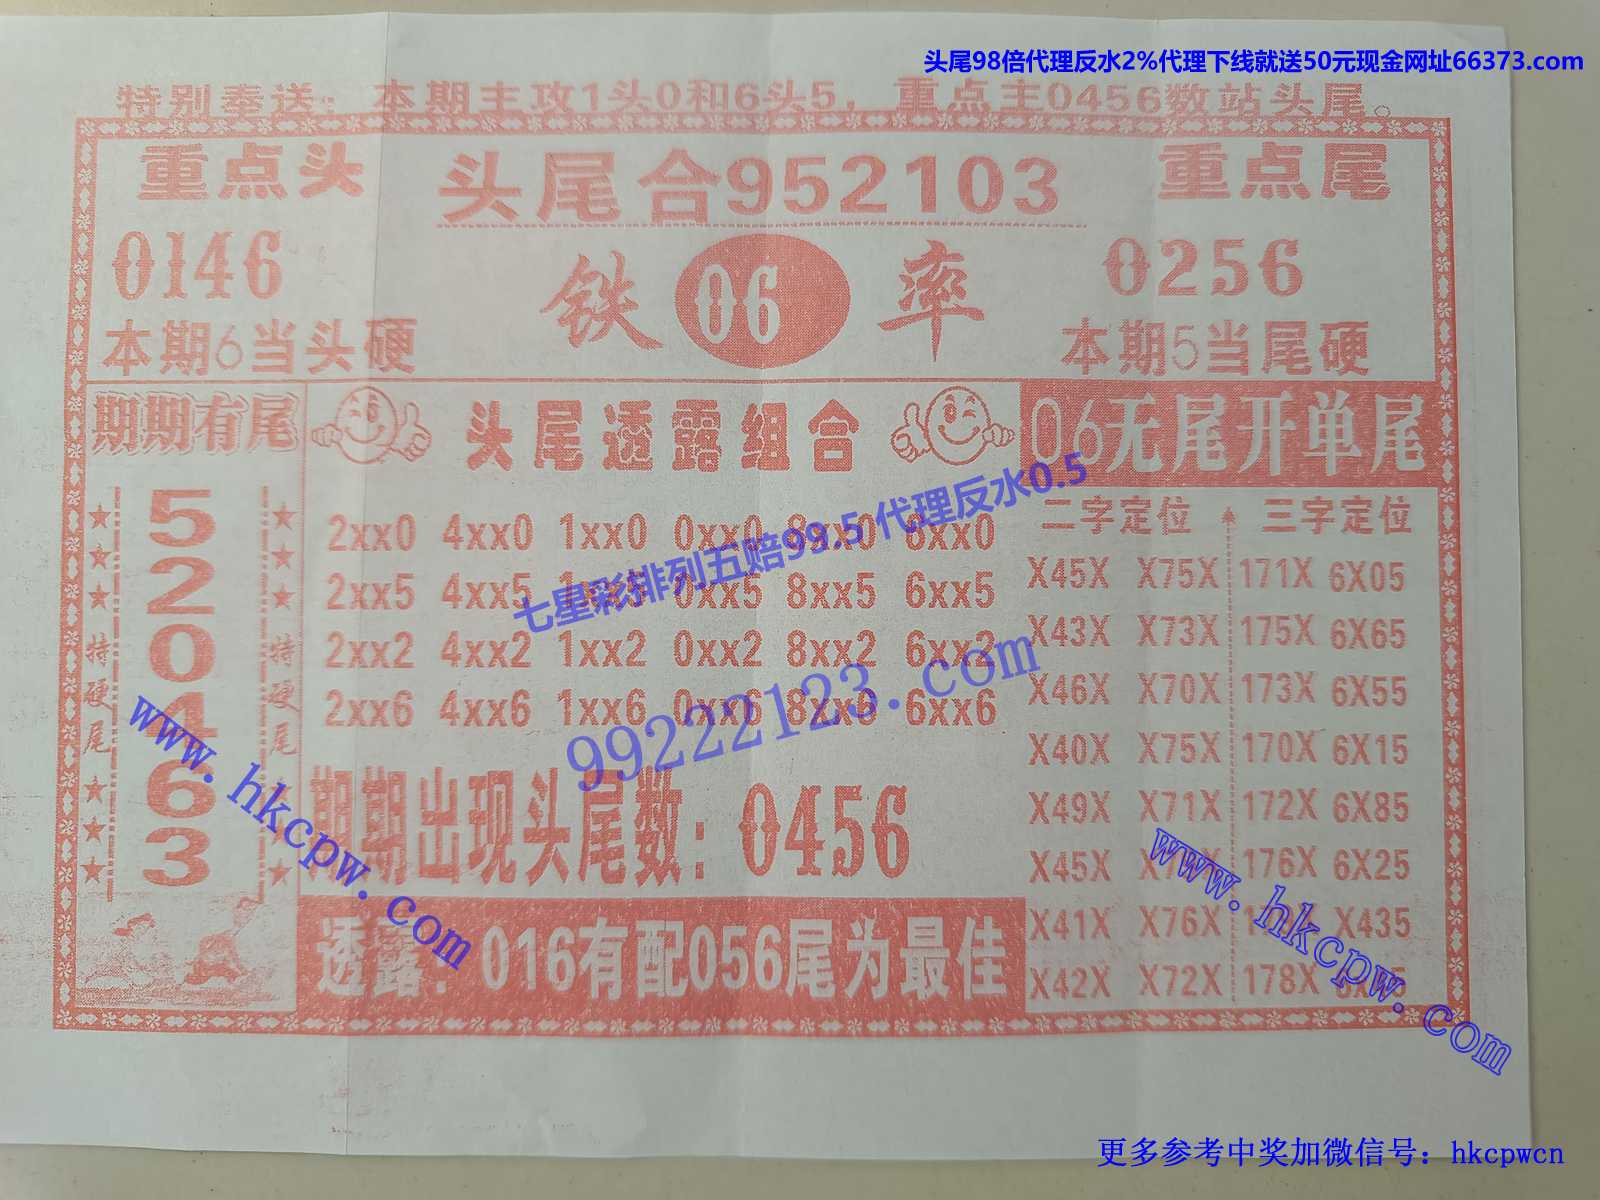 头尾98倍代理反水2%代理下线就送50元现金网址66373.com
特别奉送：本期主攻1头0和6头5，重点主0456数站头尾。
重点头
头尾合952103
重点尾
0146
铁 06 率
0256
本期6当头硬
本期5当尾硬
期期有尾
头尾透露组合
06无尾开单尾
5
2
0
4
6
3
特硬尾
特硬尾
2xx0 4xx0 1xx0 0xx0 8xx0 6xx0
2xx5 4xx5 0xx5 8xx5 6xx5
2xx2 4xx2 1xx2 0xx2 8xx2 6xx2
2xx6 4xx6 1xx6 0xx6 82x6 6xx6
七星彩排列五赔99.5 代理反水0.5
99222123.com
期期出现头尾数：0456
透露：016有配056尾为最佳
二字定位 三字定位
X45X X75X 171X 6X05
X43X X73X 175X 6X65
X46X X70X 173X 6X55
X40X X75X 170X 6X15
X49X X71X 172X 6X85
X45X 176X 6X25
X41X X76X X435
X42X X72X 178X
www.hkcpw.com
www.hkcpw.com
更多参考中奖加微信号：hkcpwcn